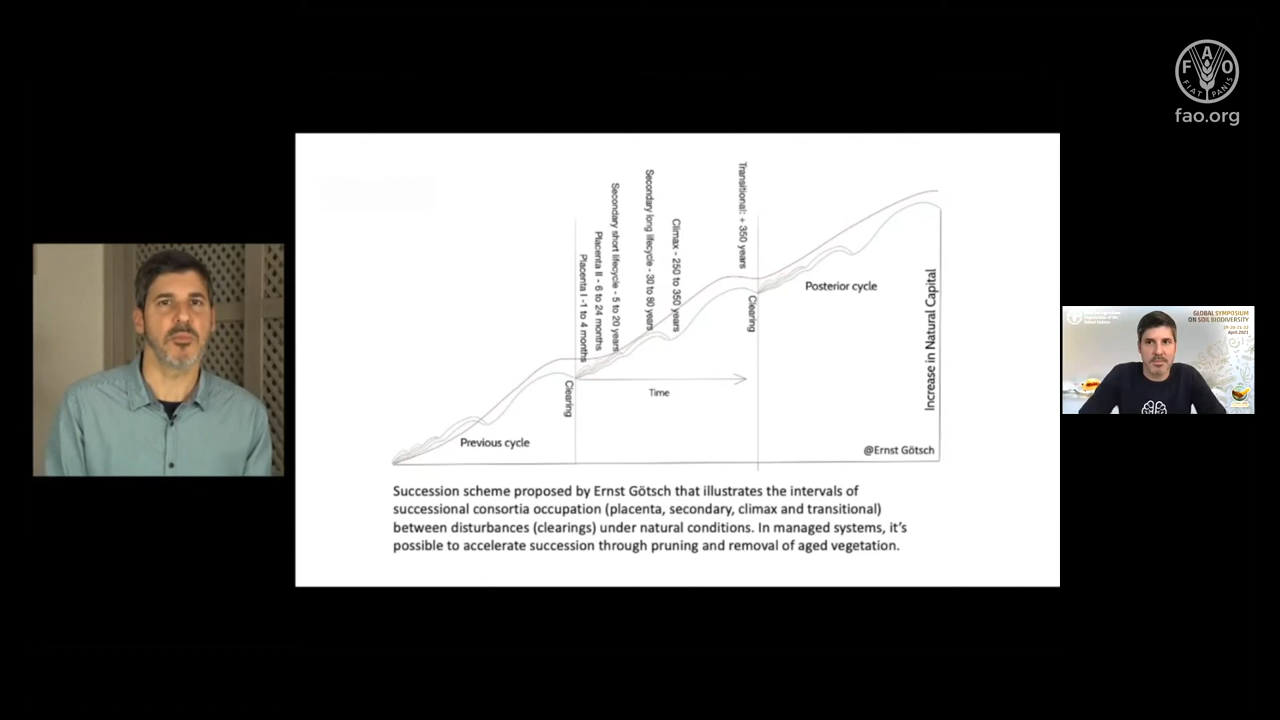 FAO
FIAT PANIS
fao.org
Transitional: + 350 years
Secondary long lifecycle - 30 to 80 years
Secondary short lifecycle - 5 to 20 years
Climax - 250 to 350 years
Placenta II - 6 to 24 months
Placenta I -1 to 4 months
Increase in Natural Capital
Posterior cycle
Clearing
Clearing
Time
Previous cycle
@Ernst Götsch
Succession scheme proposed by Ernst Götsch that illustrates the intervals of
successional consortia occupation (placenta, secondary, climax and transitional)
between disturbances (clearings) under natural conditions. In managed systems, it's
possible to accelerate succession through pruning and removal of aged vegetation.
GLOBAL SYMPOSIUM
ON SOIL BIODIVERSITY
April 2021